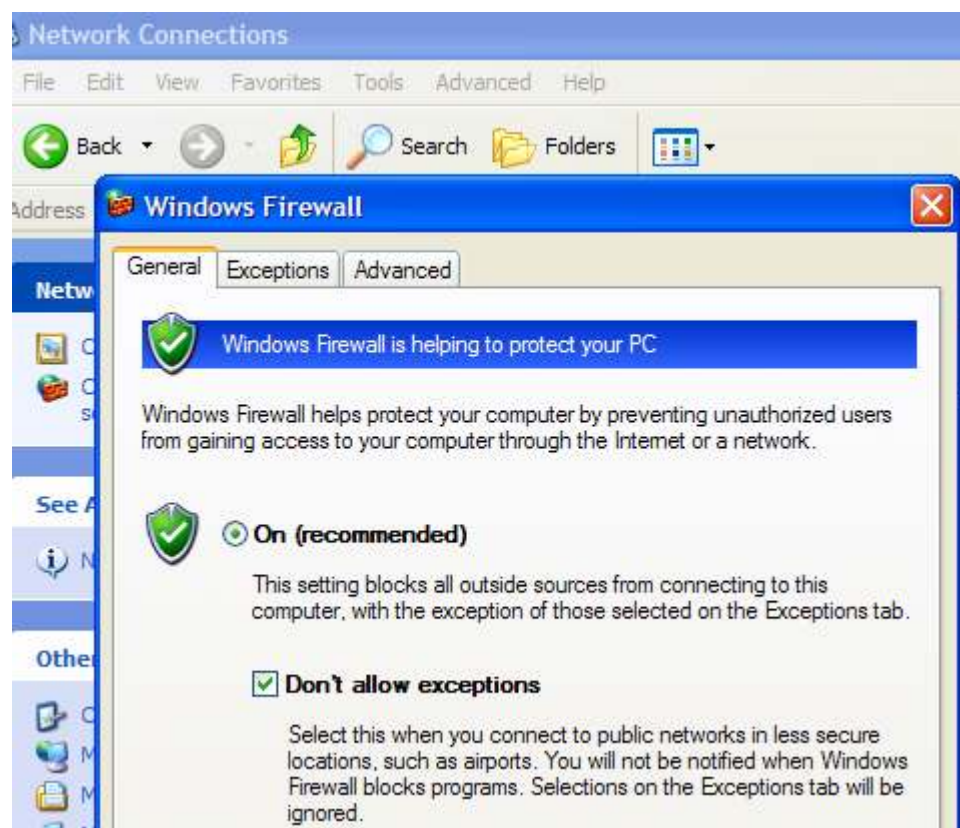 Network Connections
File Edit View Favorites Tools Advanced Help
Back Search Folders
Address
Windows Firewall
General Exceptions Advanced
Windows Firewall is helping to protect your PC
Windows Firewall helps protect your computer by preventing unauthorized users
from gaining access to your computer through the Internet or a network.
See
On (recommended)
This setting blocks all outside sources from connecting to this
computer, with the exception of those selected on the Exceptions tab.
Other
Don't allow exceptions
Select this when you connect to public networks in less secure
locations, such as airports. You will not be notified when Windows
Firewall blocks programs. Selections on the Exceptions tab will be
ignored.